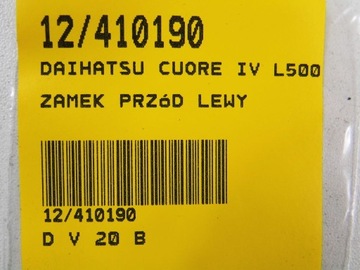 12/410190
DAIHATSU CUORE IV L500
ZAMEK PRZÓD LEWY
12/410190
D V 20 B